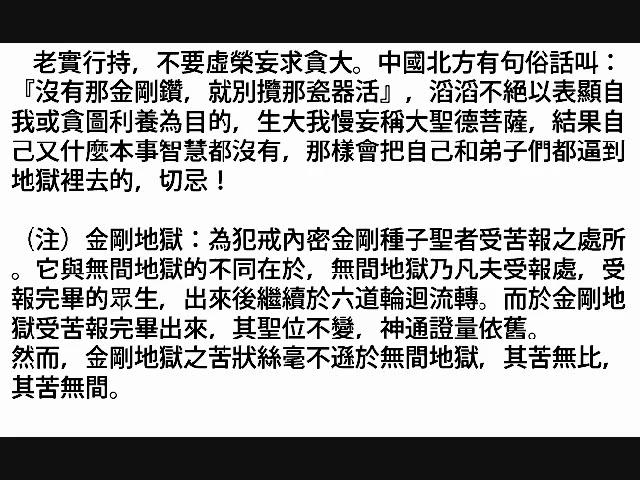 老實行持，不要虛榮妄求貪大。中國北方有句俗話叫：
『沒有那金剛鑽，就別攬那瓷器活』，滔滔不絕以表顯自
我或貪圖利養為目的，生大我慢妄稱大聖德菩薩，結果自
己又什麼本事智慧都沒有，那樣會把自己和弟子們都逼到
地獄裡去的，切忌！
（注）金剛地獄：為犯戒內密金剛種子聖者受苦報之處所
。它與無間地獄的不同在於，無間地獄乃凡夫受報處，受
報完畢的眾生，出來後繼續於六道輪迴流轉。而於金剛地
獄受苦報完畢出來，其聖位不變，神通證量依舊。
然而，金剛地獄之苦狀絲毫不遜於無間地獄，其苦無比，
其苦無間。